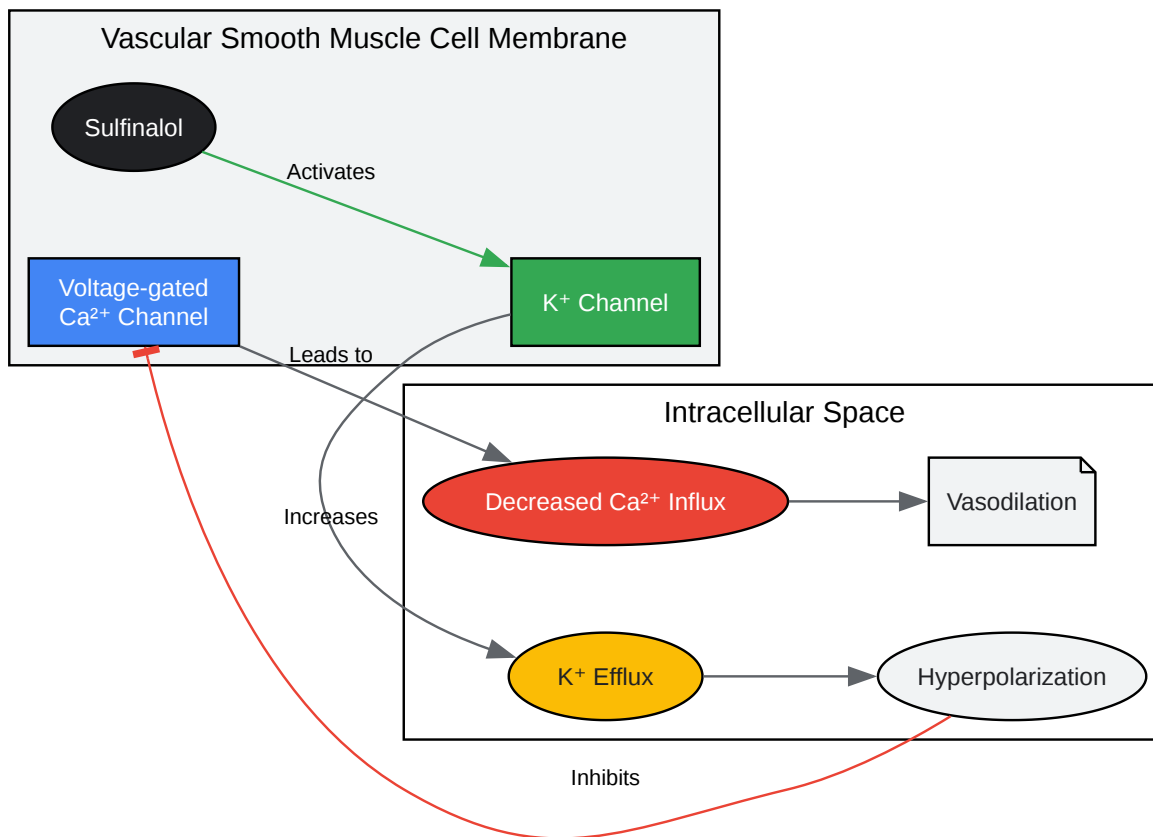 Vascular Smooth Muscle Cell Membrane
Sulfinalol
Activates
Voltage-gated
Ca²⁺ Channel
K⁺ Channel
Leads to
Intracellular Space
Decreased Ca²⁺ Influx
Vasodilation
Increases
K⁺ Efflux
Hyperpolarization
Inhibits